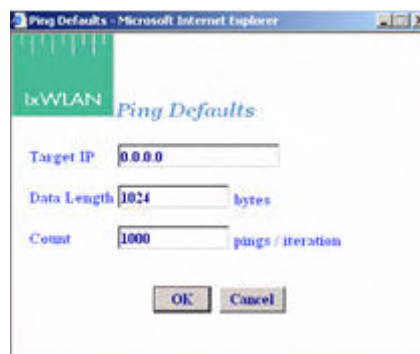 Ping Defaults - Microsoft Internet Explorer
IxWLAN
Ping Defaults
Target IP 0.0.0.0
Data Length 1024 bytes
Count 1000 pings / iteration
OK Cancel